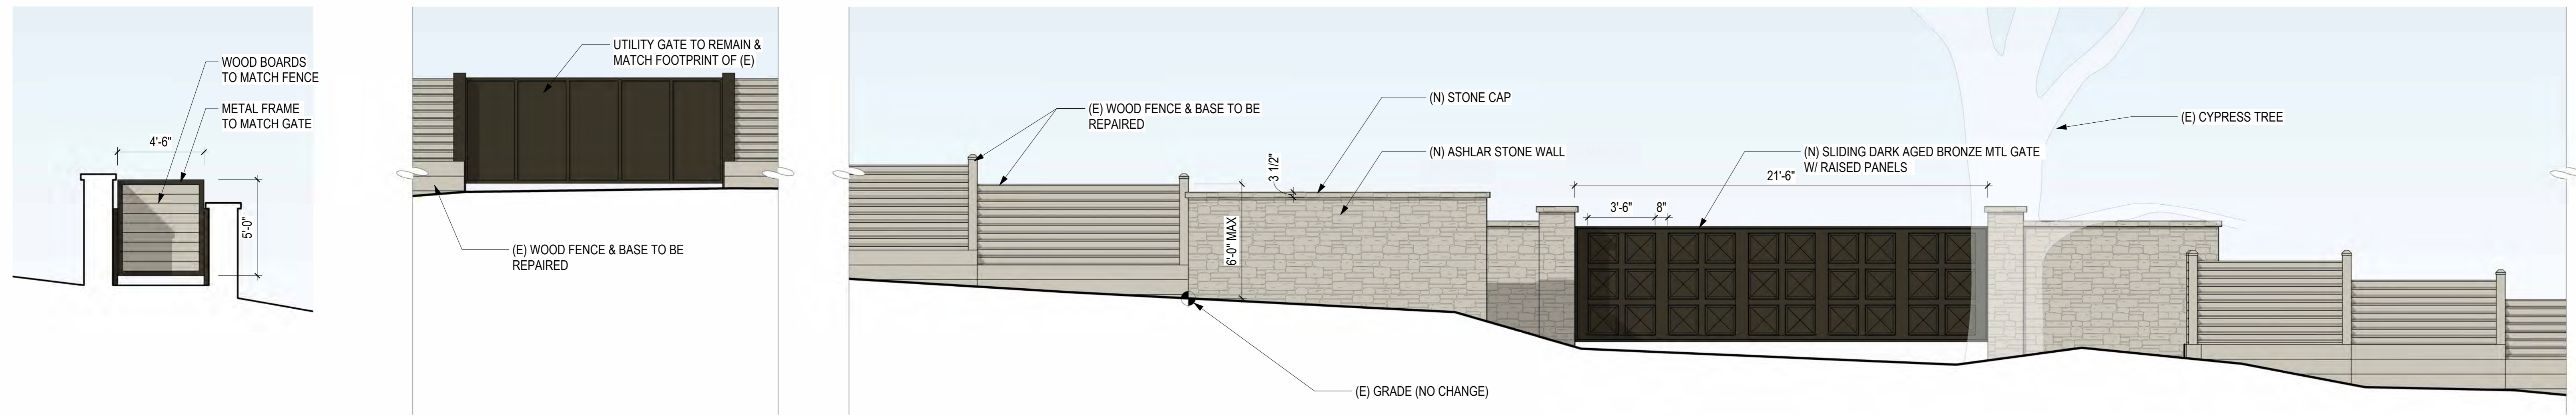 WOOD BOARDS
TO MATCH FENCE
METAL FRAME
TO MATCH GATE
4'-6"
5'-0"
UTILITY GATE TO REMAIN &
MATCH FOOTPRINT OF (E)
(E) WOOD FENCE & BASE TO BE
REPAIRED
(E) WOOD FENCE & BASE TO BE
REPAIRED
(N) STONE CAP
(N) ASHLAR STONE WALL
3 1/2"
6'-0" MAX
(E) GRADE (NO CHANGE)
(N) SLIDING DARK AGED BRONZE MTL GATE
W/ RAISED PANELS
21'-6"
3'-6"
8"
(E) CYPRESS TREE